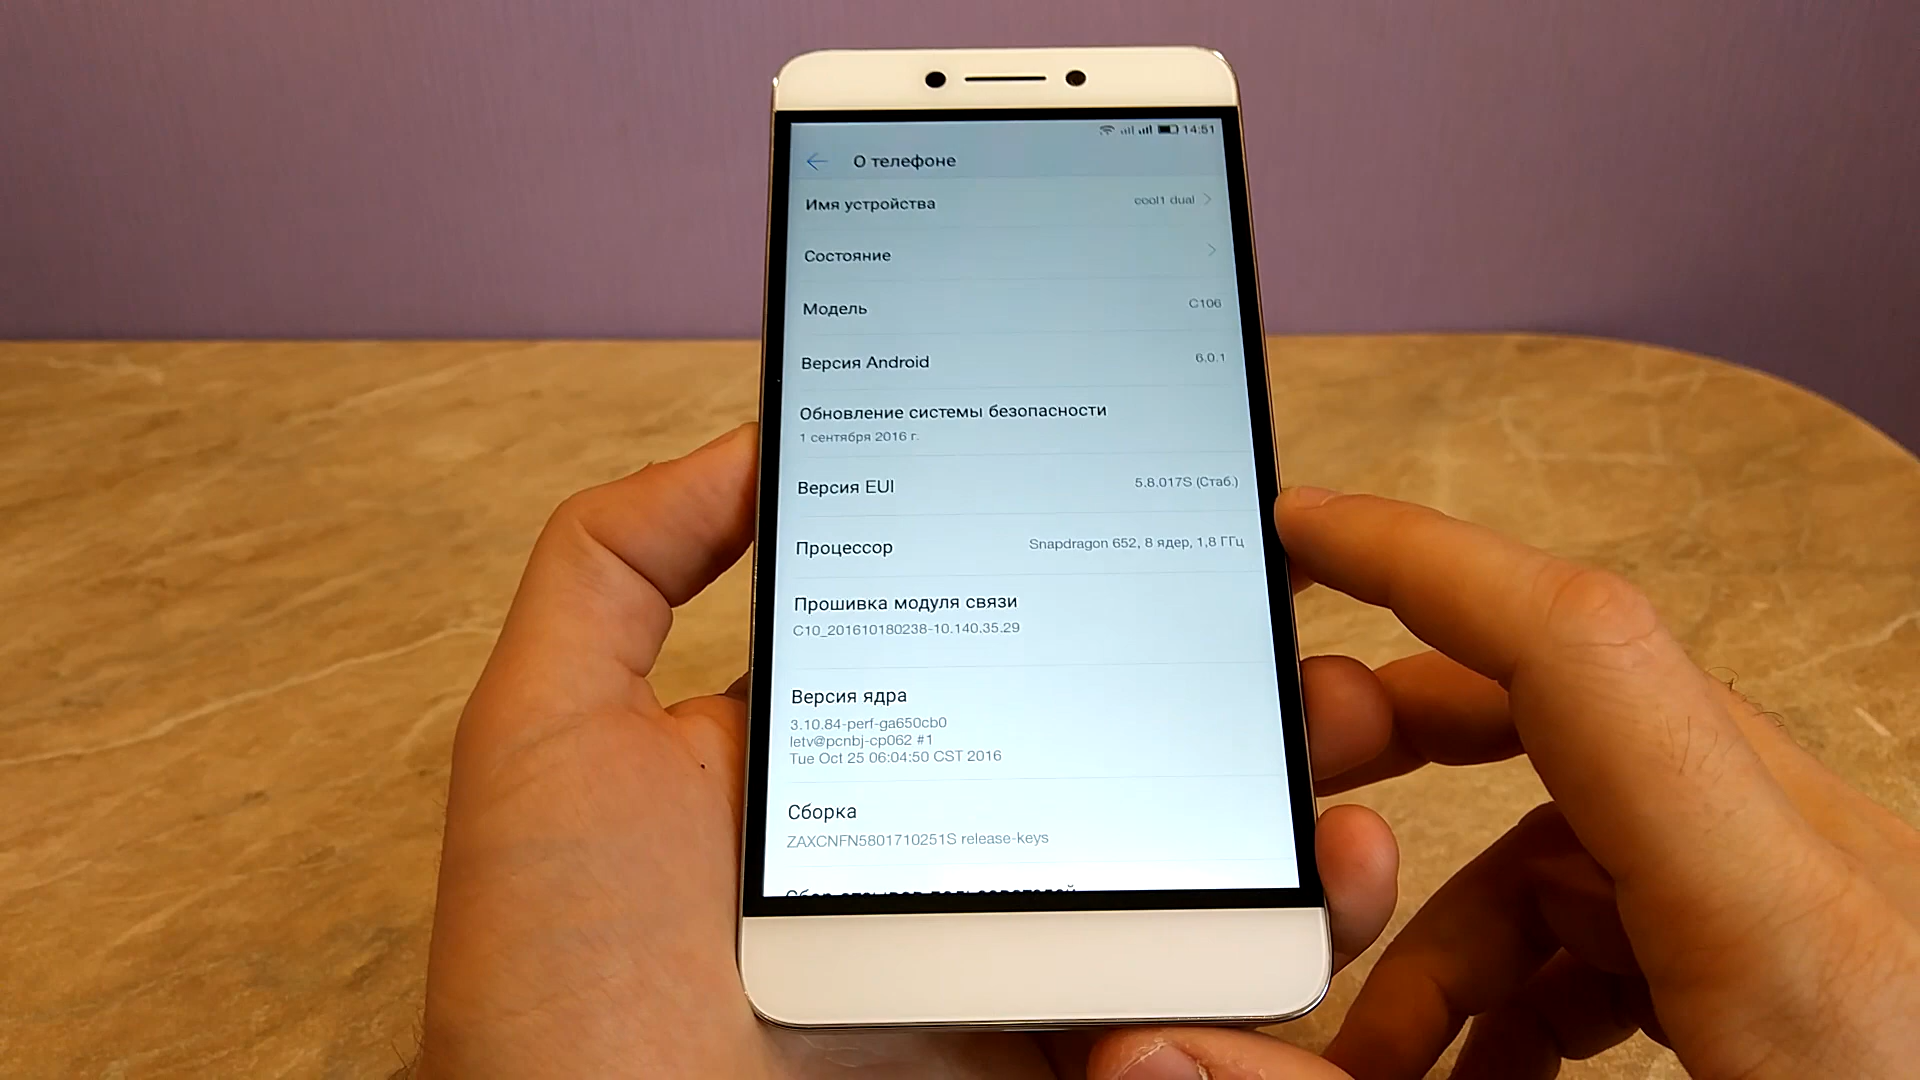 14:51
О телефоне
Имя устройства cool1 dual
Состояние
Модель C106
Версия Android 6.0.1
Обновление системы безопасности
1 сентября 2016 г.
Версия EUI 5.8.017S (Стаб.)
Процессор Snapdragon 652, 8 ядер, 1,8 ГГц
Прошивка модуля связи
C10_201610180238-10.140.35.29
Версия ядра
3.10.84-perf-ga650cb0
letv@pcnbj-cp062 #1
Tue Oct 25 06:04:50 CST 2016
Сборка
ZAXCNFN5801710251S release-keys
Сбор отзывов пользователей